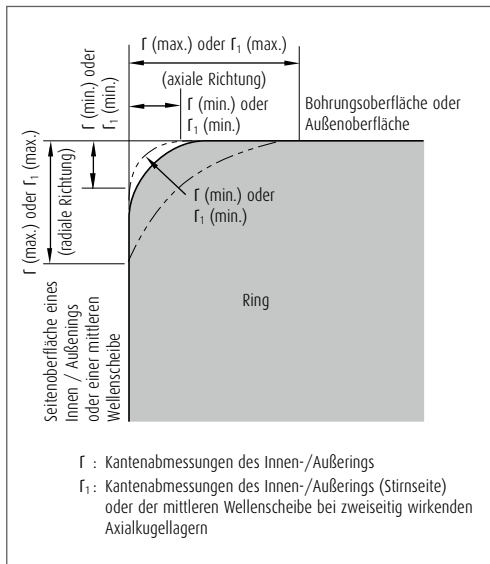 r (max.) oder r₁ (max.)
(axiale Richtung)
r (min.) oder
r₁ (min.)
r (min.) oder
r₁ (min.)
Bohrungsoberfläche oder
Außenoberfläche
r (max.) oder r₁ (max.)
(radiale Richtung)
r (min.) oder
r₁ (min.)
Ring
Seitenoberfläche eines
Innen / Außenings
oder einer mittleren
Wellenscheibe
r : Kantenabmessungen des Innen-/Außerings
r₁: Kantenabmessungen des Innen-/Außerings (Stirnseite)
oder der mittleren Wellenscheibe bei zweiseitig wirkenden
Axialkugellagern